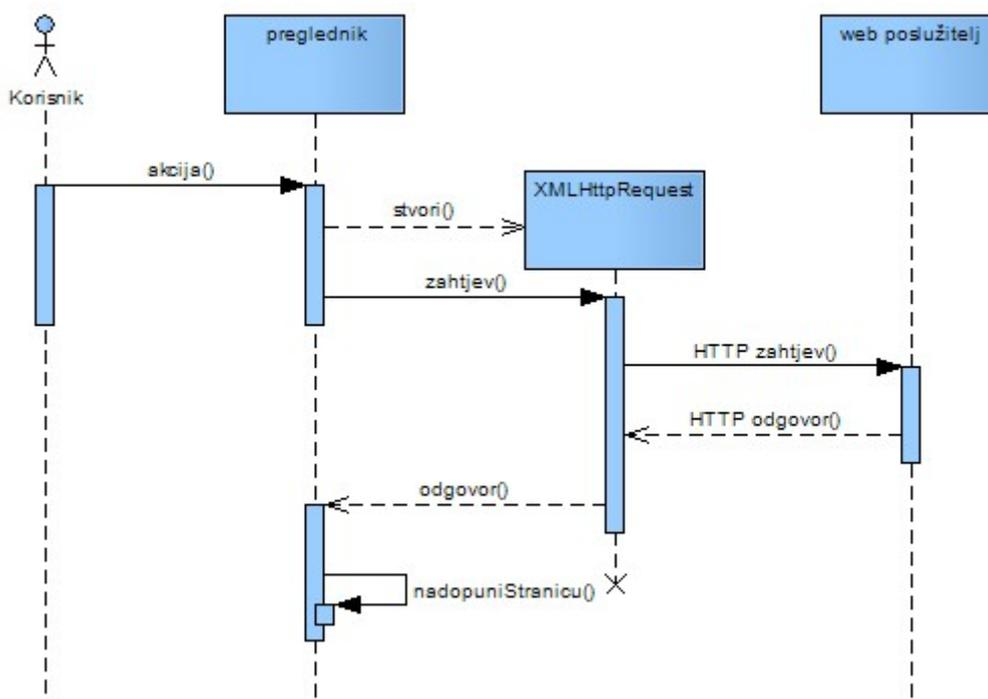 preglednik
web poslužitelj
Korisnik
akcija()
XMLHttpRequest
stvori()
zahtjev()
HTTP zahtjev()
HTTP odgovor()
odgovor()
nadopuniStranicu()